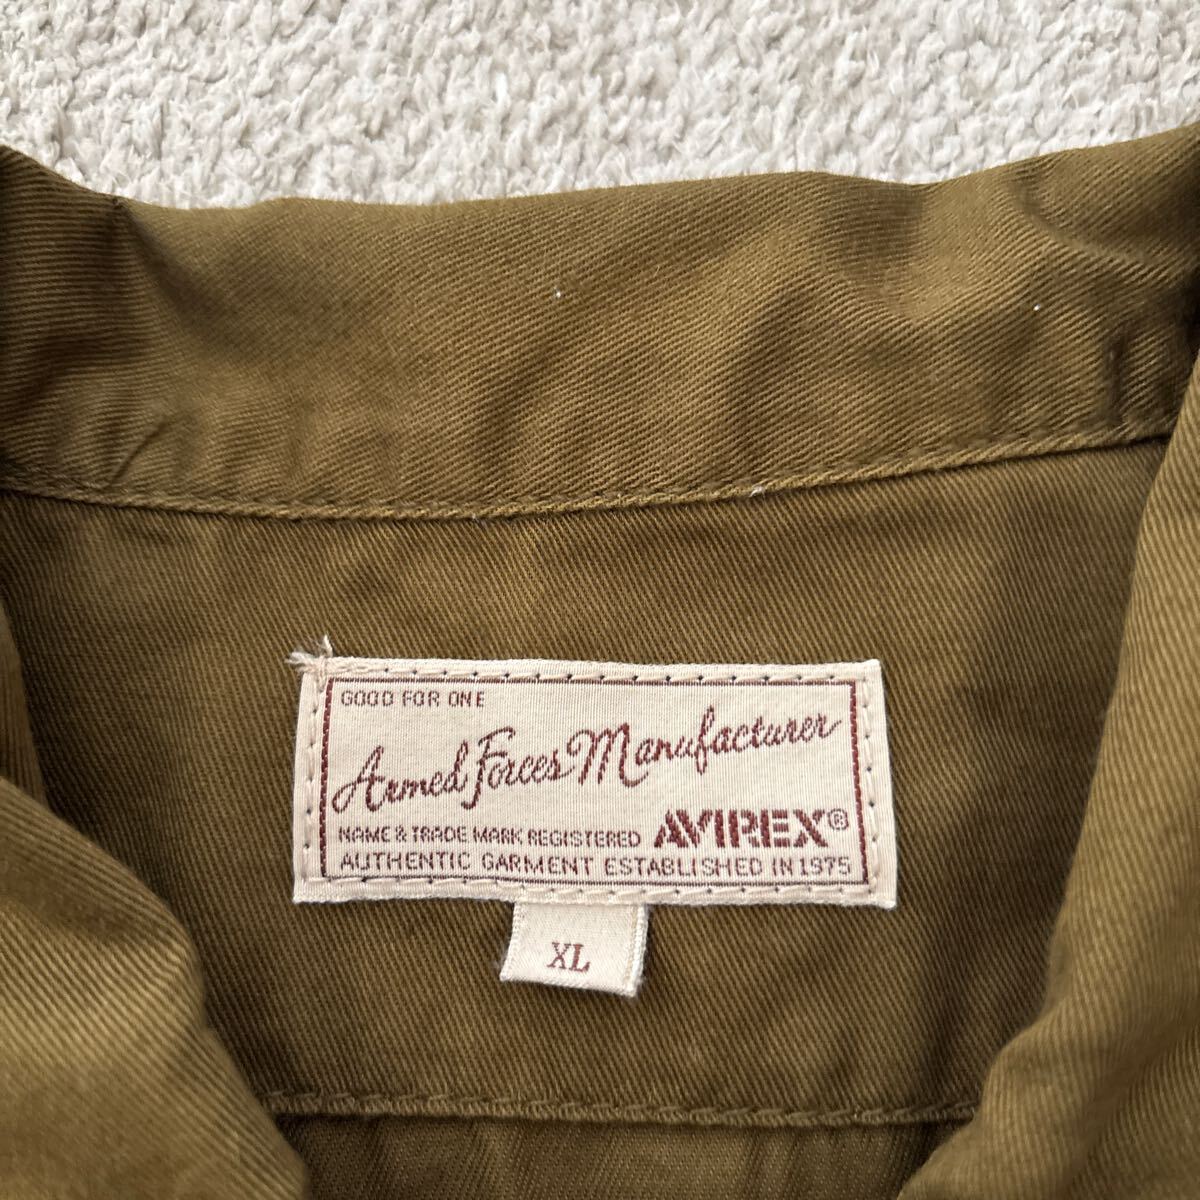 GOOD FOR ONE
Armed Forces Manufacturer
NAME & TRADE MARK REGISTERED AVIREX®
AUTHENTIC GARMENT ESTABLISHED IN 1975
XL